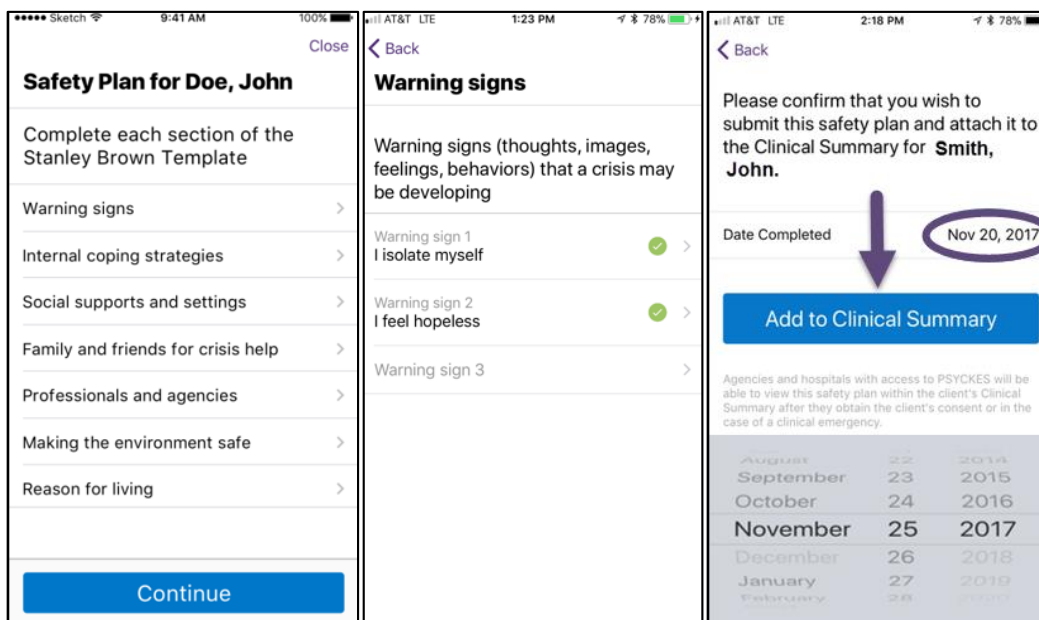 Sketch 9:41 AM 100%
Close
Safety Plan for Doe, John
Complete each section of the
Stanley Brown Template
Warning signs
Internal coping strategies
Social supports and settings
Family and friends for crisis help
Professionals and agencies
Making the environment safe
Reason for living
Continue
AT&T LTE 1:23 PM 78%
Back
Warning signs
Warning signs (thoughts, images,
feelings, behaviors) that a crisis may
be developing
Warning sign 1
I isolate myself
Warning sign 2
I feel hopeless
Warning sign 3
AT&T LTE 2:18 PM 78%
Back
Please confirm that you wish to
submit this safety plan and attach it to
the Clinical Summary for Smith,
John.
Date Completed Nov 20, 2017
Add to Clinical Summary
Agencies and hospitals with access to PSYCKES will be
able to view this safety plan within the client's Clinical
Summary after they obtain the client's consent or in the
case of a clinical emergency.
August 22 2014
September 23 2015
October 24 2016
November 25 2017
December 26 2018
January 27 2019
February 28